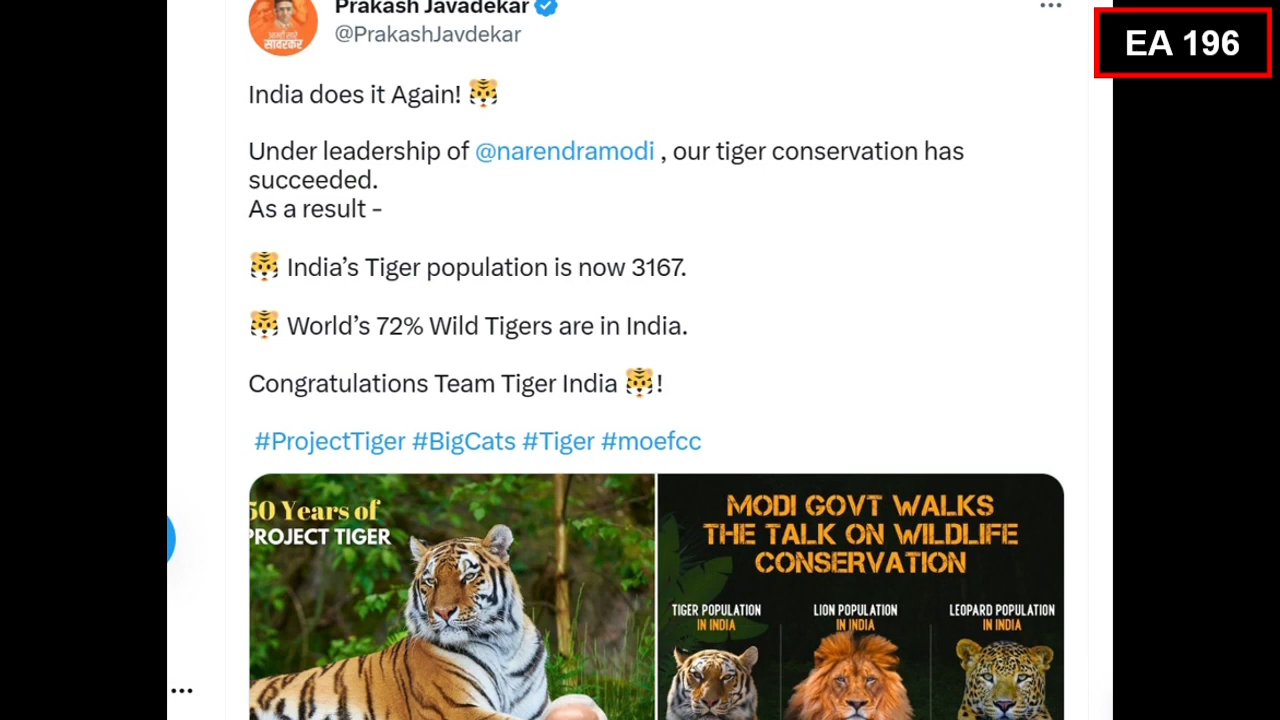 Prakash Javadekar
@PrakashJavdekar
EA 196
India does it Again! 🐯
Under leadership of @narendramodi , our tiger conservation has
succeeded.
As a result -
🐯 India's Tiger population is now 3167.
🐯 World's 72% Wild Tigers are in India.
Congratulations Team Tiger India 🐯!
#ProjectTiger #BigCats #Tiger #moefcc
50 Years of
PROJECT TIGER
MODI GOVT WALKS
THE TALK ON WILDLIFE
CONSERVATION
TIGER POPULATION
IN INDIA
LION POPULATION
IN INDIA
LEOPARD POPULATION
IN INDIA